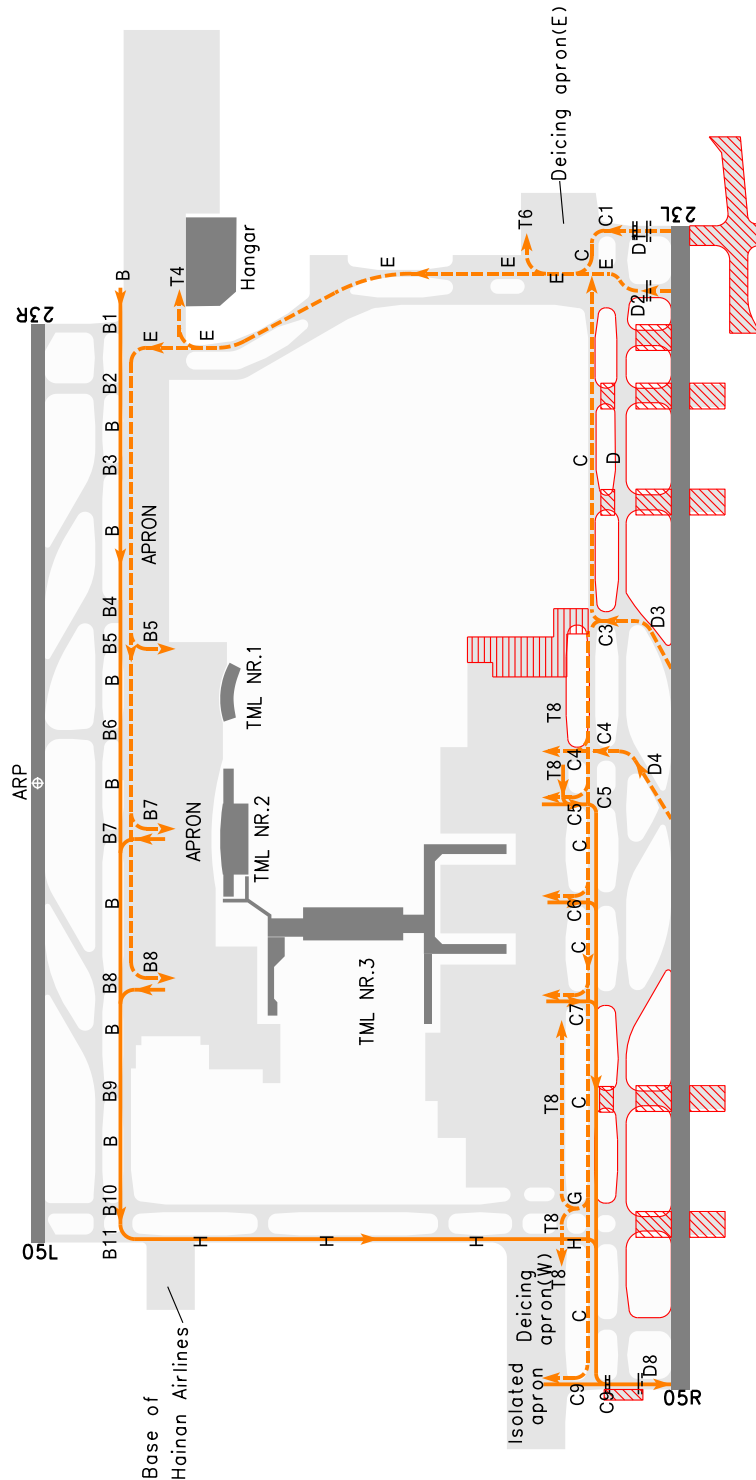 23R
B
B1
T4
Hangar
E
E
B2
B
B3
B
APRON
B4
B5
B5
B
TML NR.1
B6
ARP
B
B7
B7
APRON
TML NR.2
B
B8
B8
B
TML NR.3
B9
B
B10
B11
05L
H
H
H
Base of
Hainan Airlines
Deicing apron(E)
T6
C1
23L
D1
C
E
E
E
E
E
D2
C
D
C3
D3
T8
C4
C4
T8
D4
C5
C5
C
C6
C
C7
T8
C
G
T8
H
T8
Deicing
apron(W)
C
Isolated
apron
C9
C9
D8
05R